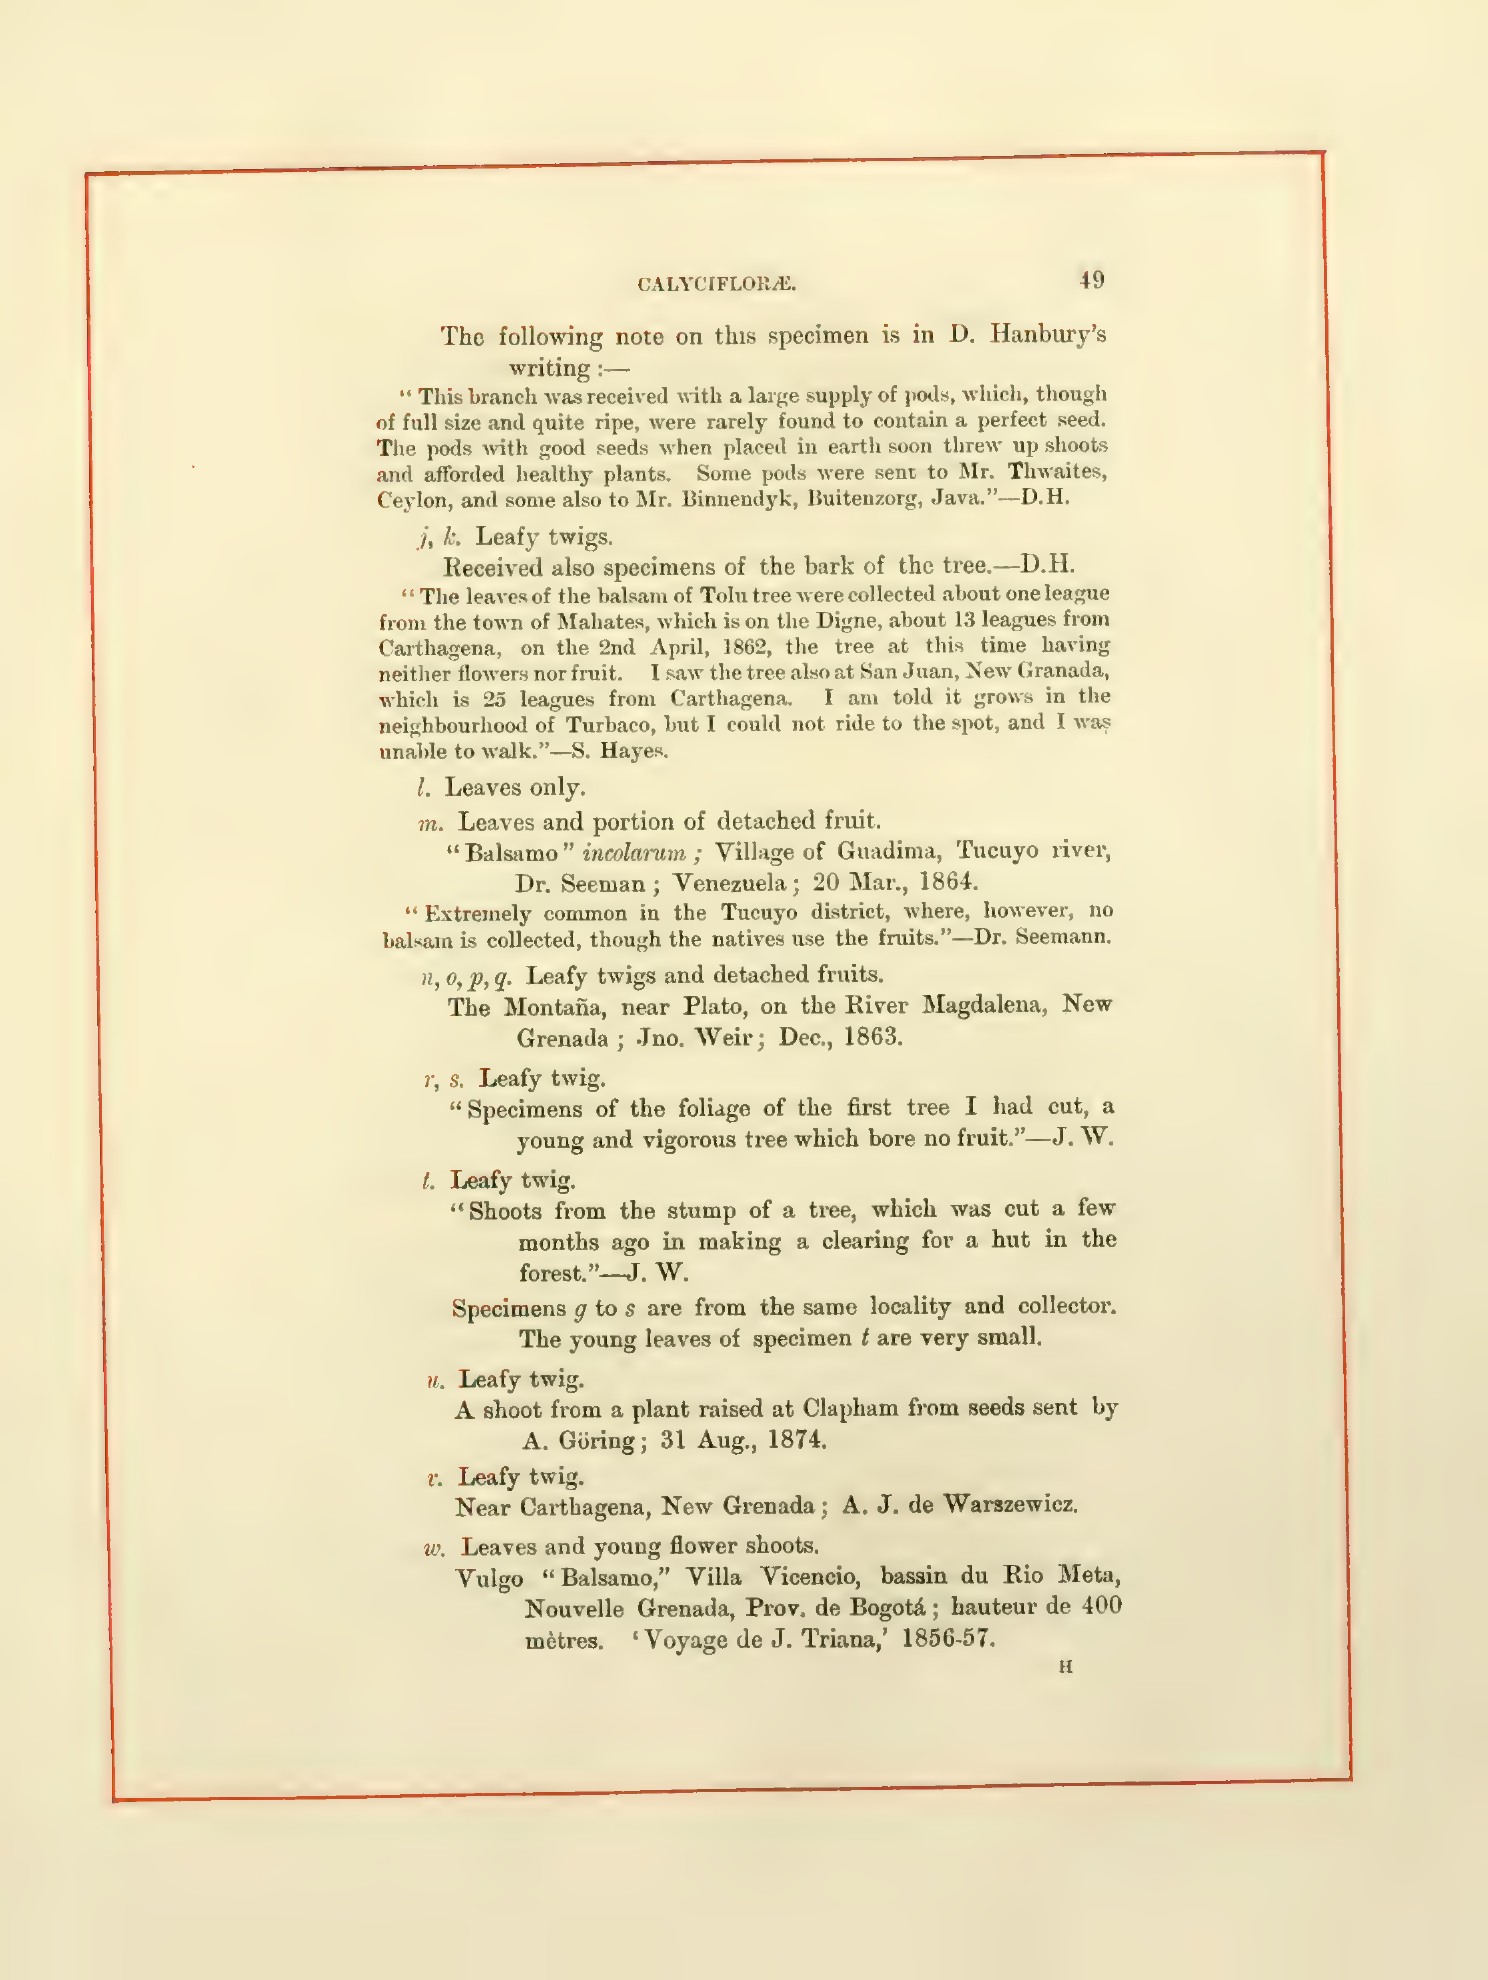 CALYCIFLORÆ. 49
The following note on this specimen is in D. Hanbury's
writing :—
“ This branch was received with a large supply of pods, which, though
of full size and quite ripe, were rarely found to contain a perfect seed.
The pods with good seeds when placed in earth soon threw up shoots
and afforded healthy plants. Some pods were sent to Mr. Thwaites,
Ceylon, and some also to Mr. Binnendyk, Buitenzorg, Java.”—D.H.
j, k. Leafy twigs.
Received also specimens of the bark of the tree.—D.H.
“ The leaves of the balsam of Tolu tree were collected about one league
from the town of Mahates, which is on the Digne, about 13 leagues from
Carthagena, on the 2nd April, 1862, the tree at this time having
neither flowers nor fruit. I saw the tree also at San Juan, New Granada,
which is 25 leagues from Carthagena. I am told it grows in the
neighbourhood of Turbaco, but I could not ride to the spot, and I was
unable to walk.”—S. Hayes.
l. Leaves only.
m. Leaves and portion of detached fruit.
“ Balsamo ” incolarum ; Village of Guadima, Tucuyo river,
Dr. Seeman ; Venezuela ; 20 Mar., 1864.
“ Extremely common in the Tucuyo district, where, however, no
balsam is collected, though the natives use the fruits.”—Dr. Seemann.
n, o, p, q. Leafy twigs and detached fruits.
The Montaña, near Plato, on the River Magdalena, New
Grenada ; Jno. Weir ; Dec., 1863.
r, s. Leafy twig.
“ Specimens of the foliage of the first tree I had cut, a
young and vigorous tree which bore no fruit.”—J. W.
t. Leafy twig.
“ Shoots from the stump of a tree, which was cut a few
months ago in making a clearing for a hut in the
forest.”—J. W.
Specimens g to s are from the same locality and collector.
The young leaves of specimen t are very small.
u. Leafy twig.
A shoot from a plant raised at Clapham from seeds sent by
A. Göring ; 31 Aug., 1874.
v. Leafy twig.
Near Carthagena, New Grenada ; A. J. de Warszewicz.
w. Leaves and young flower shoots.
Vulgo “ Balsamo,” Villa Vicencio, bassin du Rio Meta,
Nouvelle Grenada, Prov. de Bogotá ; hauteur de 400
mètres. ‘ Voyage de J. Triana,’ 1856-57.
H